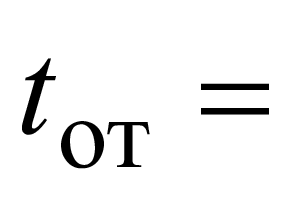 tот =